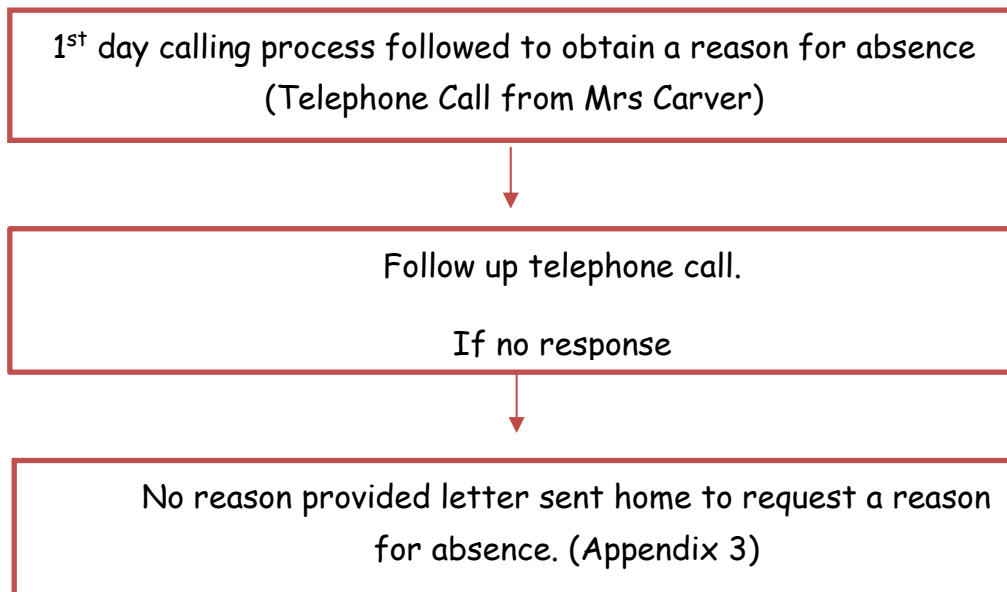 1st day calling process followed to obtain a reason for absence
(Telephone Call from Mrs Carver)
Follow up telephone call.
If no response
No reason provided letter sent home to request a reason
for absence. (Appendix 3)